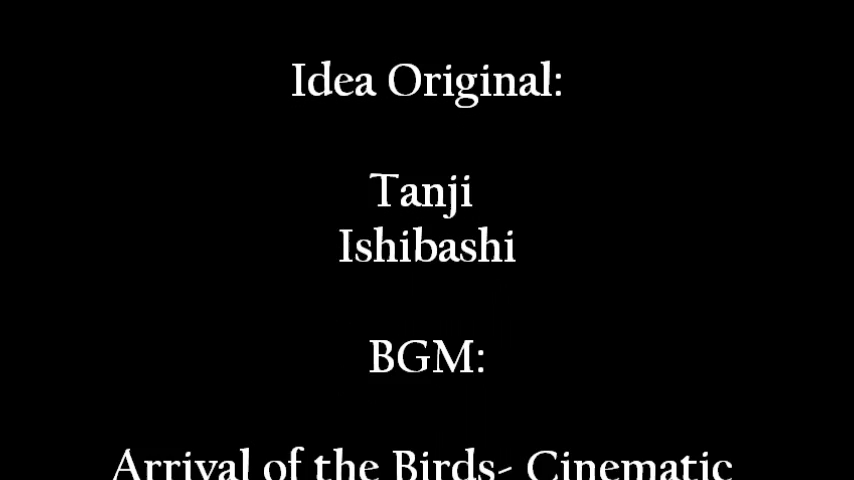 Idea Original:
Tanji
Ishibashi
BGM:
Arrival of the Birds- Cinematic